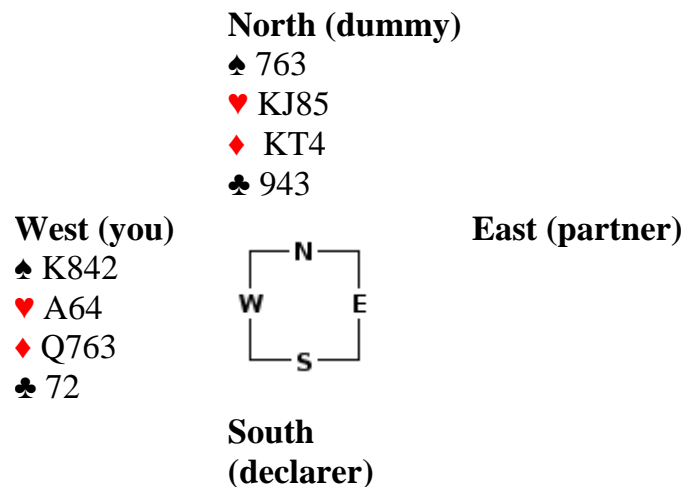 North (dummy)
♠ 763
♥ KJ85
♦ KT4
♣ 943
West (you)
♠ K842
♥ A64
♦ Q763
♣ 72
N
W E
S
East (partner)
South
(declarer)